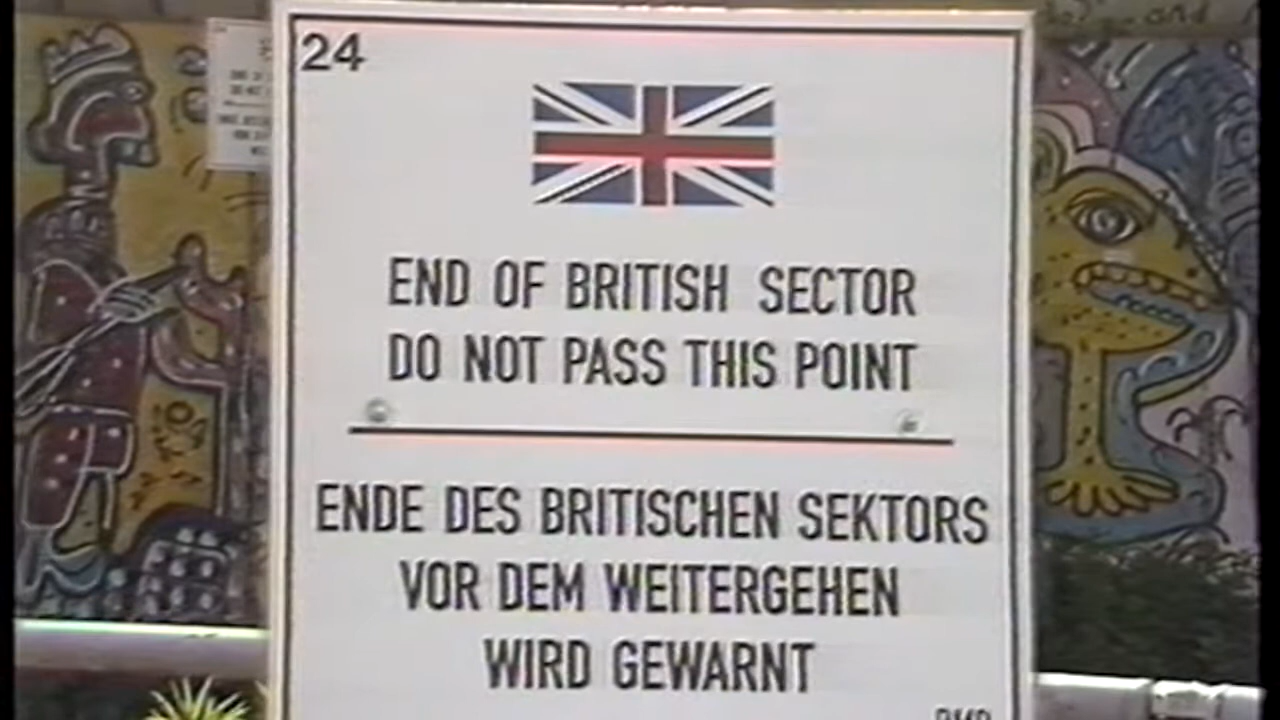 24
END OF BRITISH SECTOR
DO NOT PASS THIS POINT
ENDE DES BRITISCHEN SEKTORS
VOR DEM WEITERGEHEN
WIRD GEWARNT
and